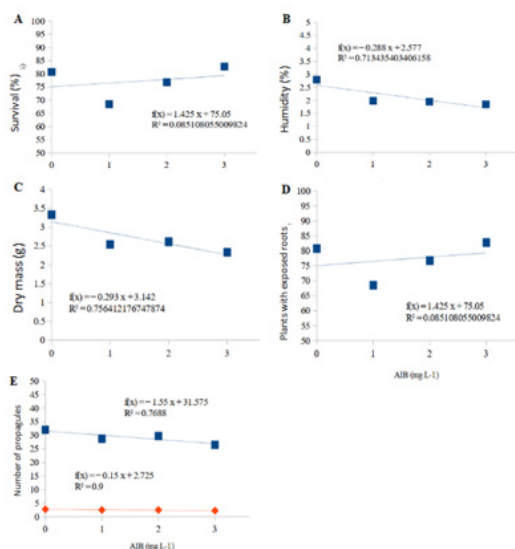 A
Survival (%)
100
95
90
85
80
75
70
65
60
55
50
f(x)=1.425 x+75.05
R²=0.085108055009824
0 1 2 3
B
Humidity (%)
5
4.5
4
3.5
3
2.5
2
1.5
1
0.5
0
f(x)=−0.288 x+2.577
R²=0.713435403406158
0 1 2 3
C
Dry mass (g)
4
3.5
3
2.5
2
1.5
1
0.5
0
f(x)=−0.293 x+3.142
R²=0.756412176747874
0 1 2 3
D
Plants with exposed roots
100
95
90
85
80
75
70
65
60
55
50
f(x)=1.425 x+75.05
R²=0.085108055009824
0 1 2 3
AIB (mg L-1)
E
Number of propagules
50
45
40
35
30
25
20
15
10
5
0
f(x)=−1.55 x+31.575
R²=0.7688
f(x)=−0.15 x+2.725
R²=0.9
0 1 2 3
AIB (mg L-1)